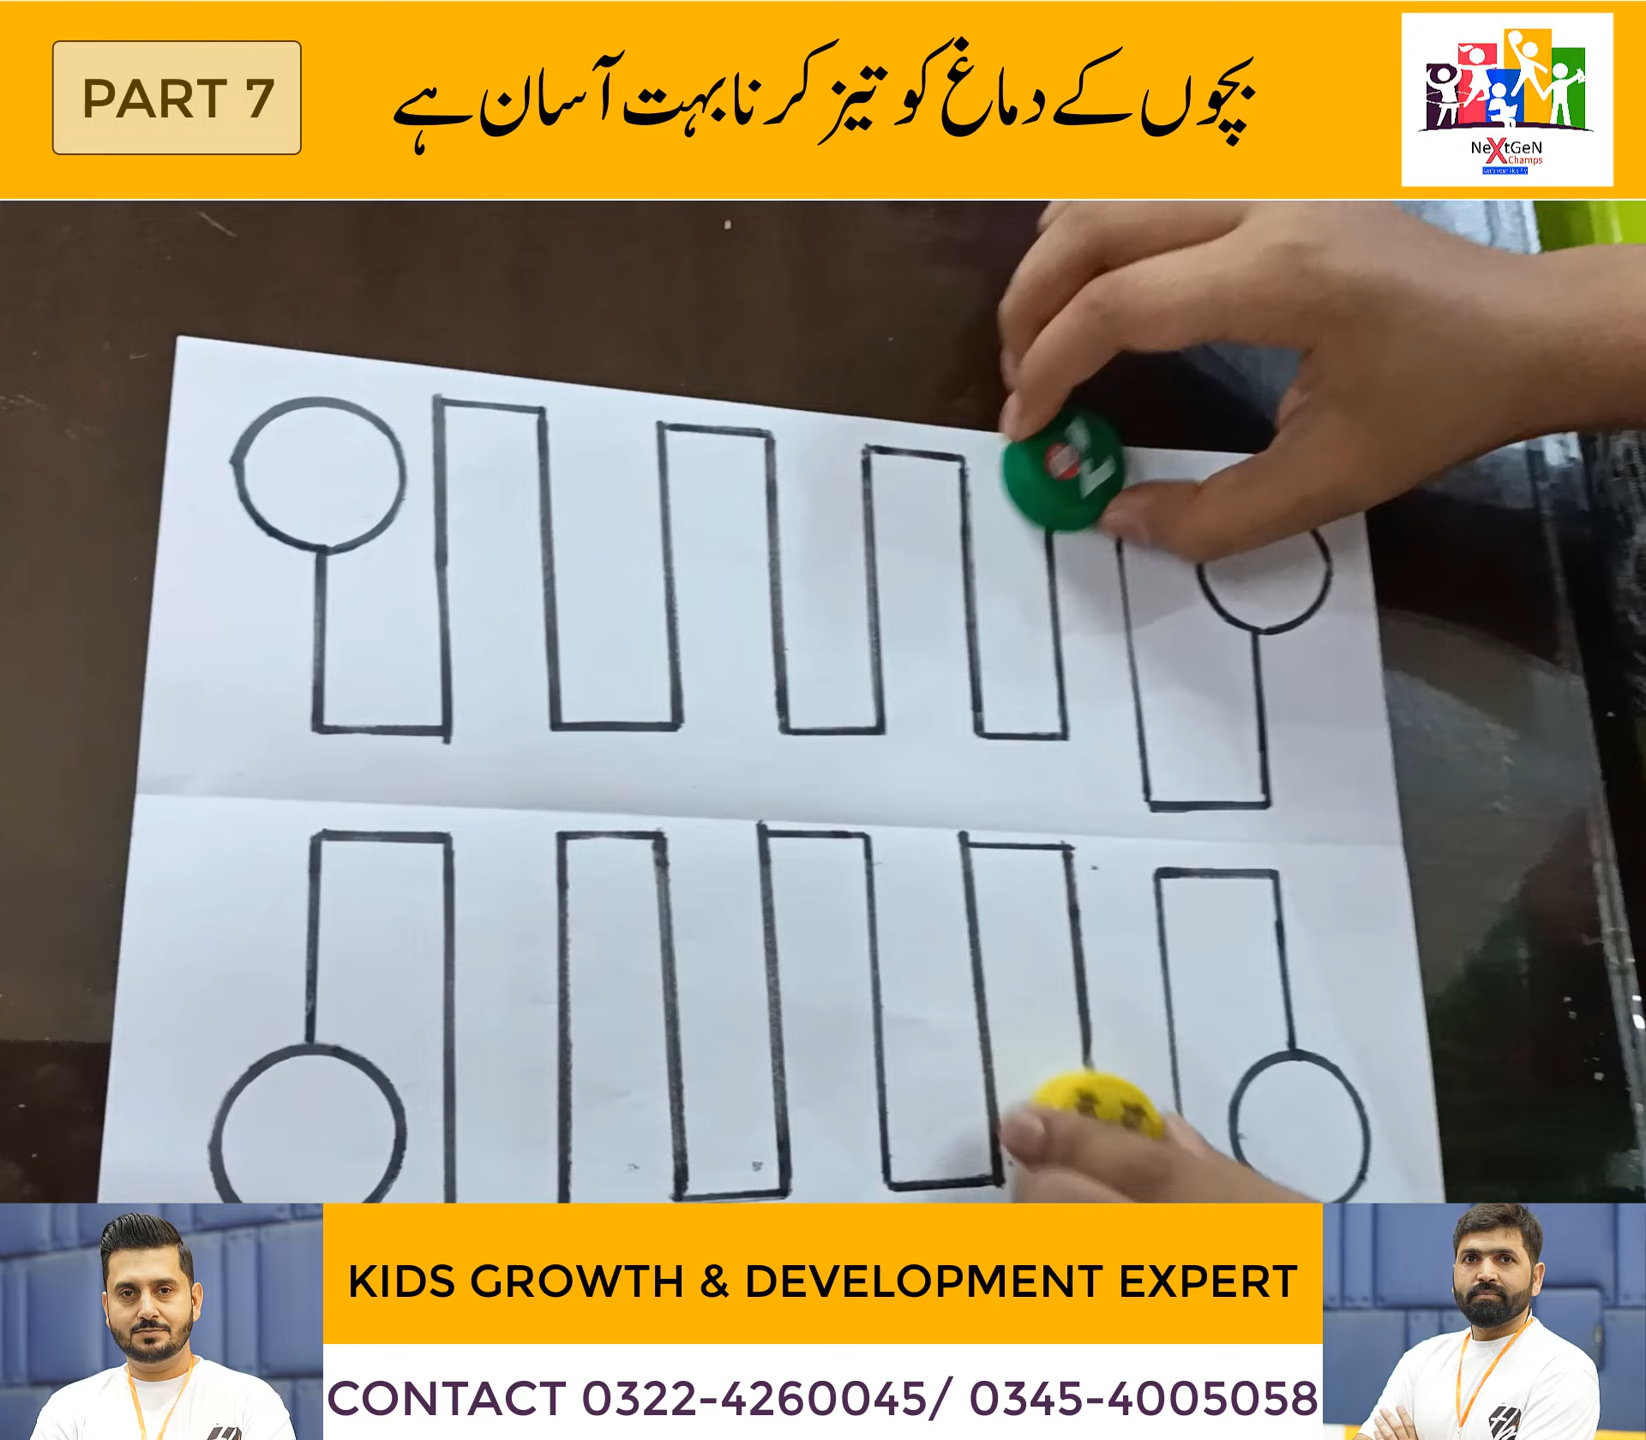 PART 7
بچوں کے دماغ کو تیز کرنا بہت آسان ہے
NeXtGeN
Champs
KIDS GROWTH & DEVELOPMENT EXPERT
CONTACT 0322-4260045/ 0345-4005058